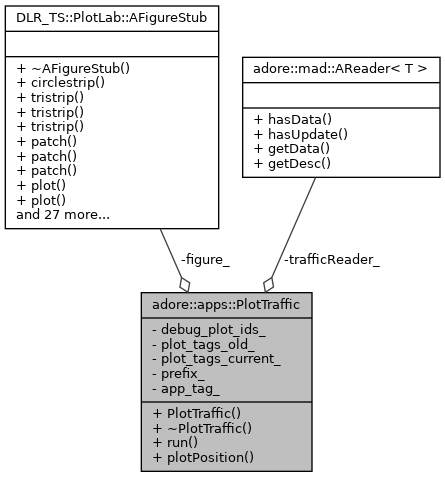 DLR_TS::PlotLab::AFigureStub
+ ~AFigureStub()
+ circlestrip()
+ tristrip()
+ tristrip()
+ tristrip()
+ patch()
+ patch()
+ patch()
+ plot()
+ plot()
and 27 more...
adore::mad::AReader< T >
+ hasData()
+ hasUpdate()
+ getData()
+ getDesc()
-figure_
-trafficReader_
adore::apps::PlotTraffic
- debug_plot_ids_
- plot_tags_old_
- plot_tags_current_
- prefix_
- app_tag_
+ PlotTraffic()
+ ~PlotTraffic()
+ run()
+ plotPosition()